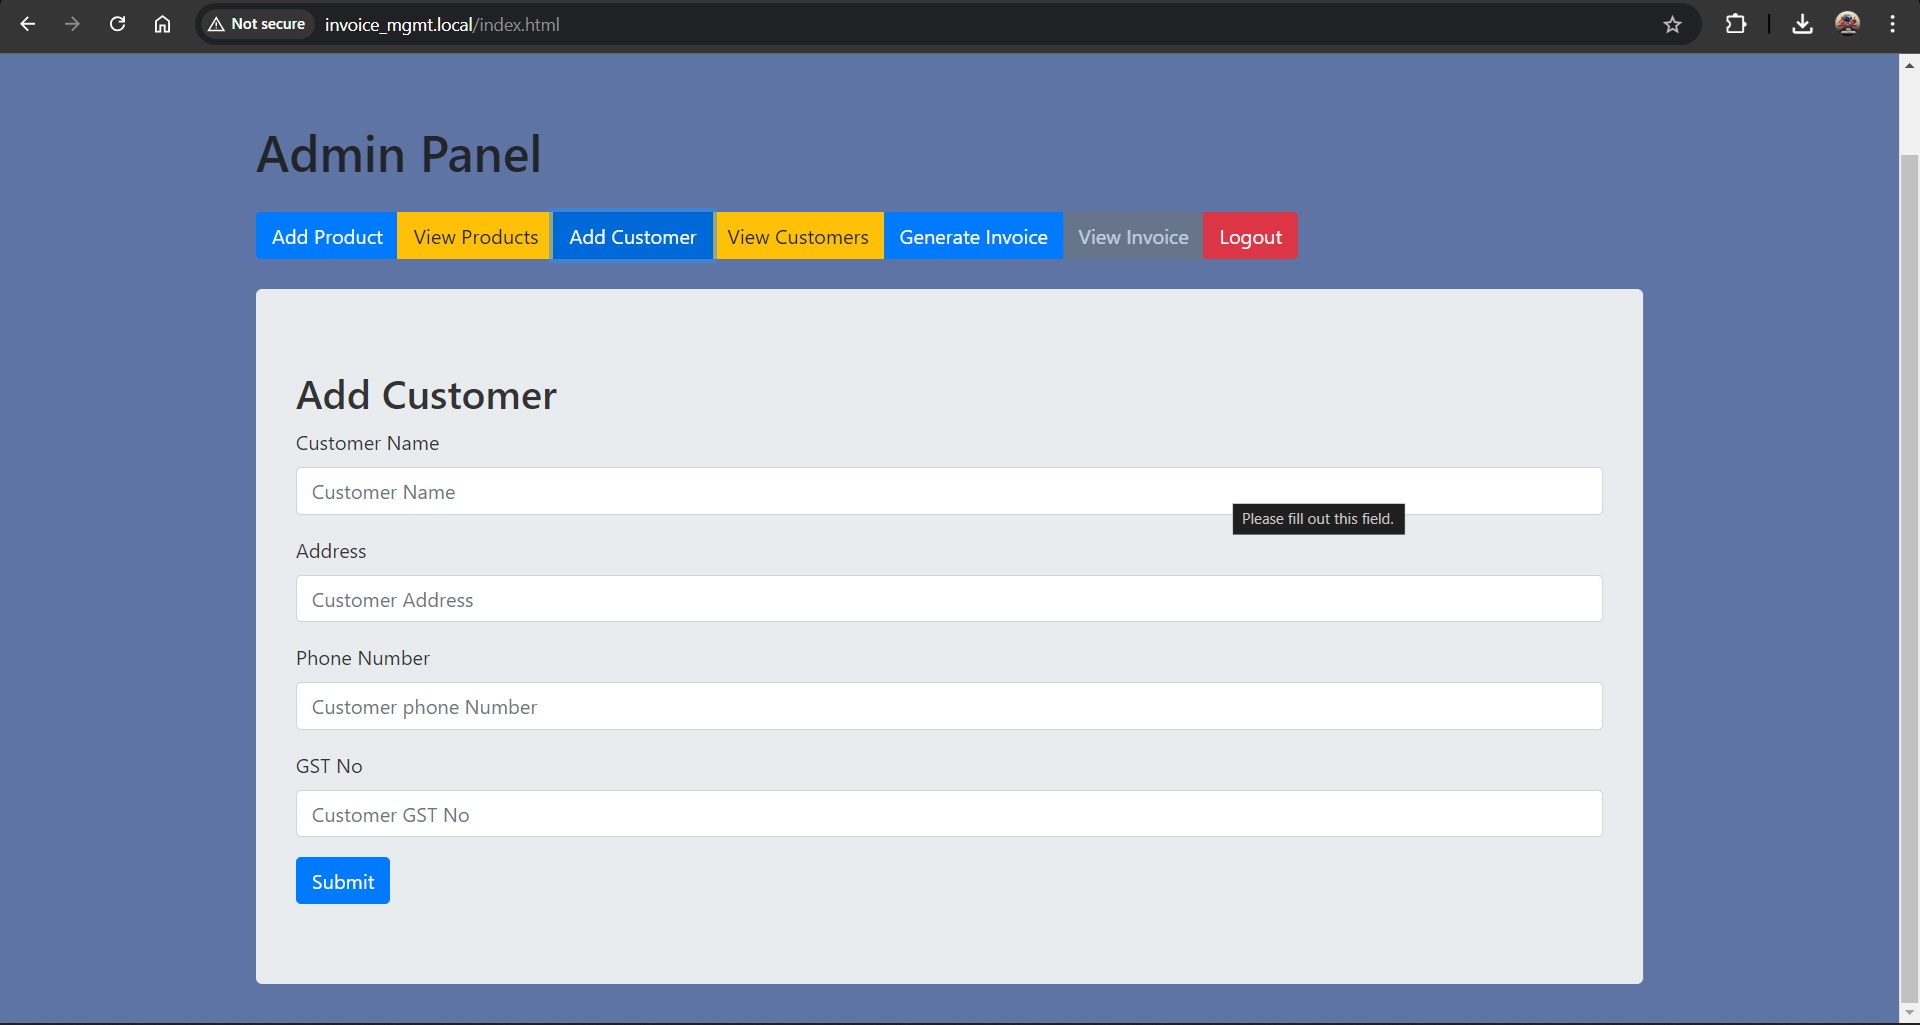 Not secure invoice_mgmt.local/index.html
Admin Panel
Add Product View Products Add Customer View Customers Generate Invoice View Invoice Logout
Add Customer
Customer Name
Customer Name
Please fill out this field.
Address
Customer Address
Phone Number
Customer phone Number
GST No
Customer GST No
Submit